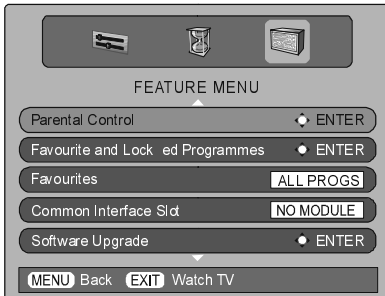 FEATURE MENU
Parental Control ENTER
Favourite and Lock ed Programmes ENTER
Favourites ALL PROGS
Common Interface Slot NO MODULE
Software Upgrade ENTER
MENU Back EXIT Watch TV